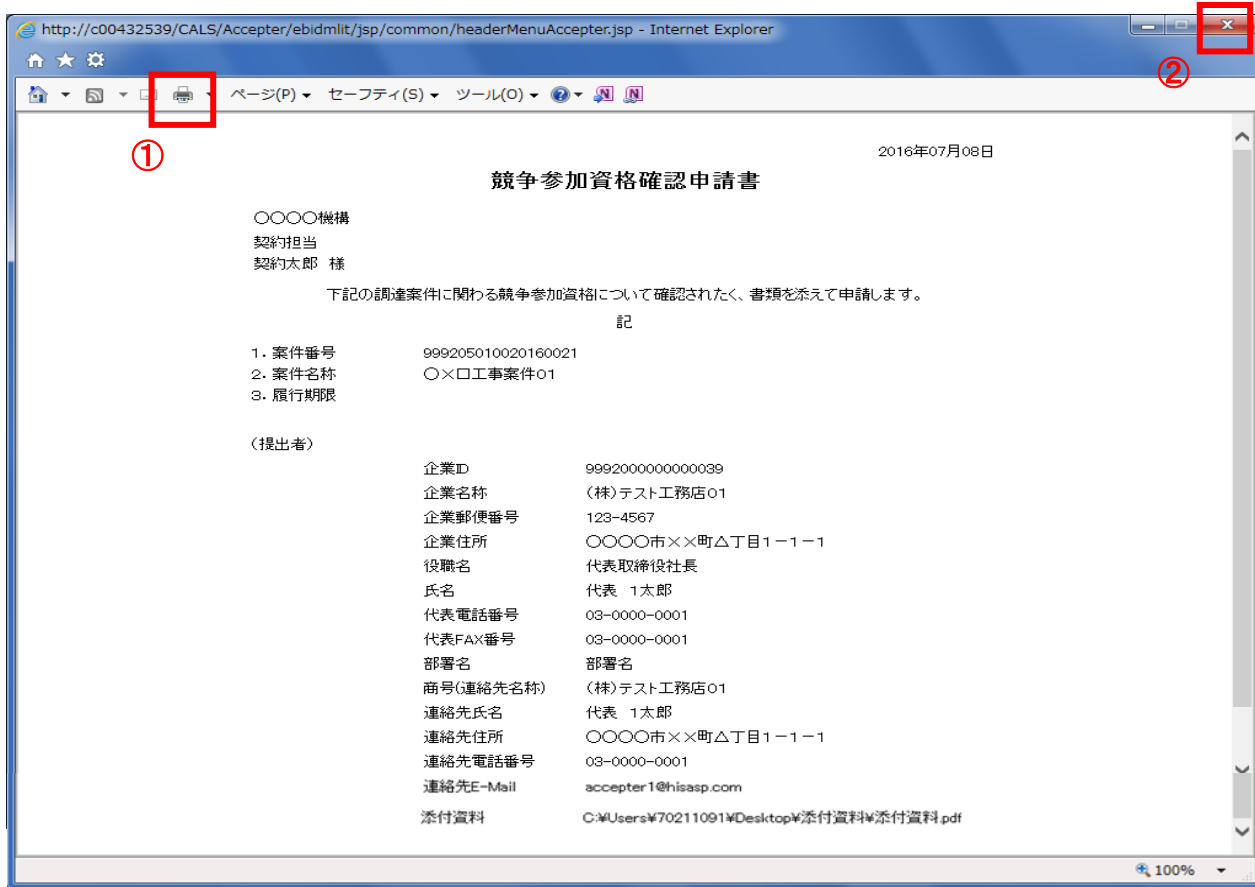 http://c00432539/CALS/Accepter/ebidmlit/jsp/common/headerMenuAccepter.jsp - Internet Explorer
②
ページ(P) セーフティ(S) ツール(O)
①
2016年07月08日
競争参加資格確認申請書
○○○○機構
契約担当
契約太郎 様
下記の調達案件に関わる競争参加資格について確認されたく、書類を添えて申請します。
記
1. 案件番号 999205010020160021
2. 案件名称 ○×口工事案件01
3. 履行期限
（提出者）
企業ID 9992000000000039
企業名称 （株）テスト工務店01
企業郵便番号 123-4567
企業住所 ○○○○市××町△丁目1－1－1
役職名 代表取締役社長
氏名 代表 1太郎
代表電話番号 03-0000-0001
代表FAX番号 03-0000-0001
部署名 部署名
商号(連絡先名称) （株）テスト工務店01
連絡先氏名 代表 1太郎
連絡先住所 ○○○○市××町△丁目1－1－1
連絡先電話番号 03-0000-0001
連絡先E-Mail accepter1@hisasp.com
添付資料 C:¥Users¥70211091¥Desktop¥添付資料¥添付資料.pdf
100%